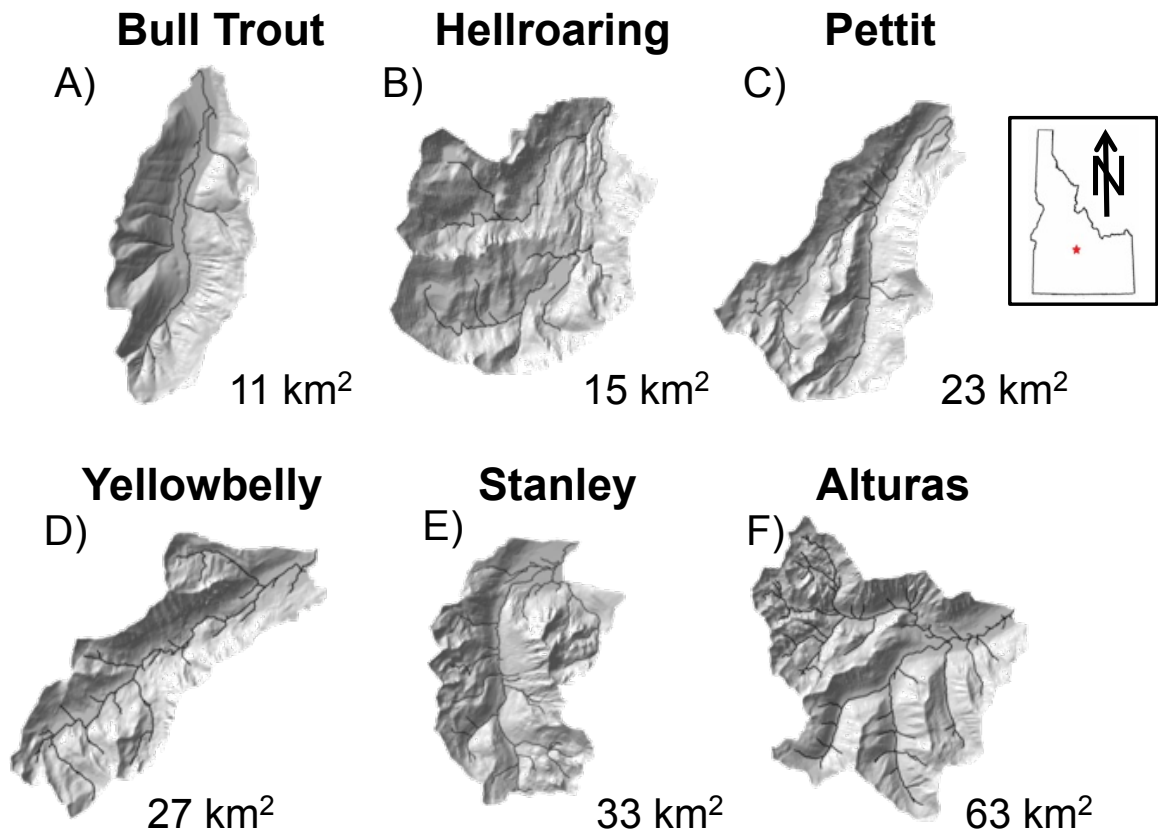 Bull Trout
Hellroaring
Pettit
A)
B)
C)
N
11 km²
15 km²
23 km²
Yellowbelly
Stanley
Alturas
D)
E)
F)
27 km²
33 km²
63 km²